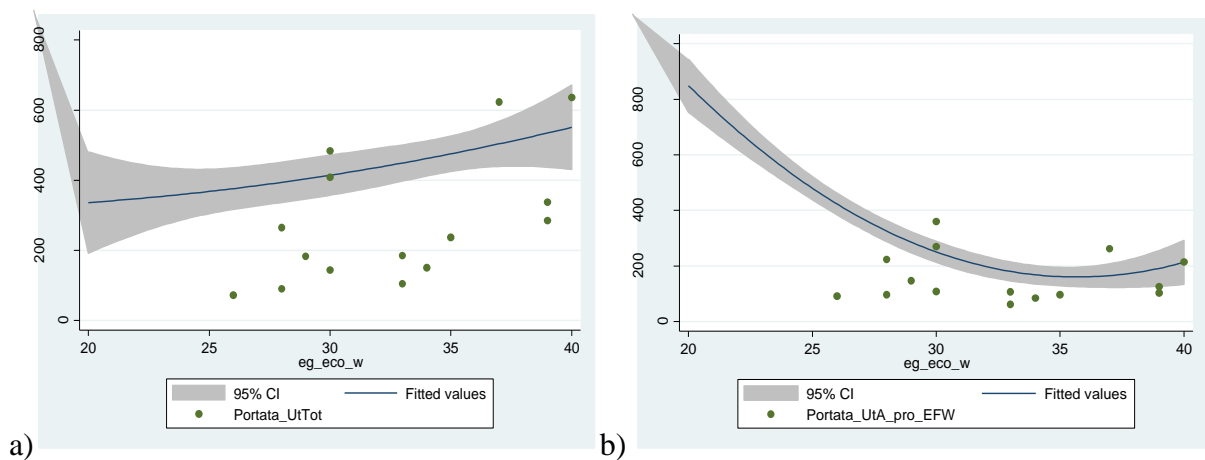 800
600
400
200
0
20 25 30 35 40
eg_eco_w
95% CI Fitted values
Portata_UtTot
a)
800
600
400
200
0
20 25 30 35 40
eg_eco_w
95% CI Fitted values
Portata_UtA_pro_EFW
b)